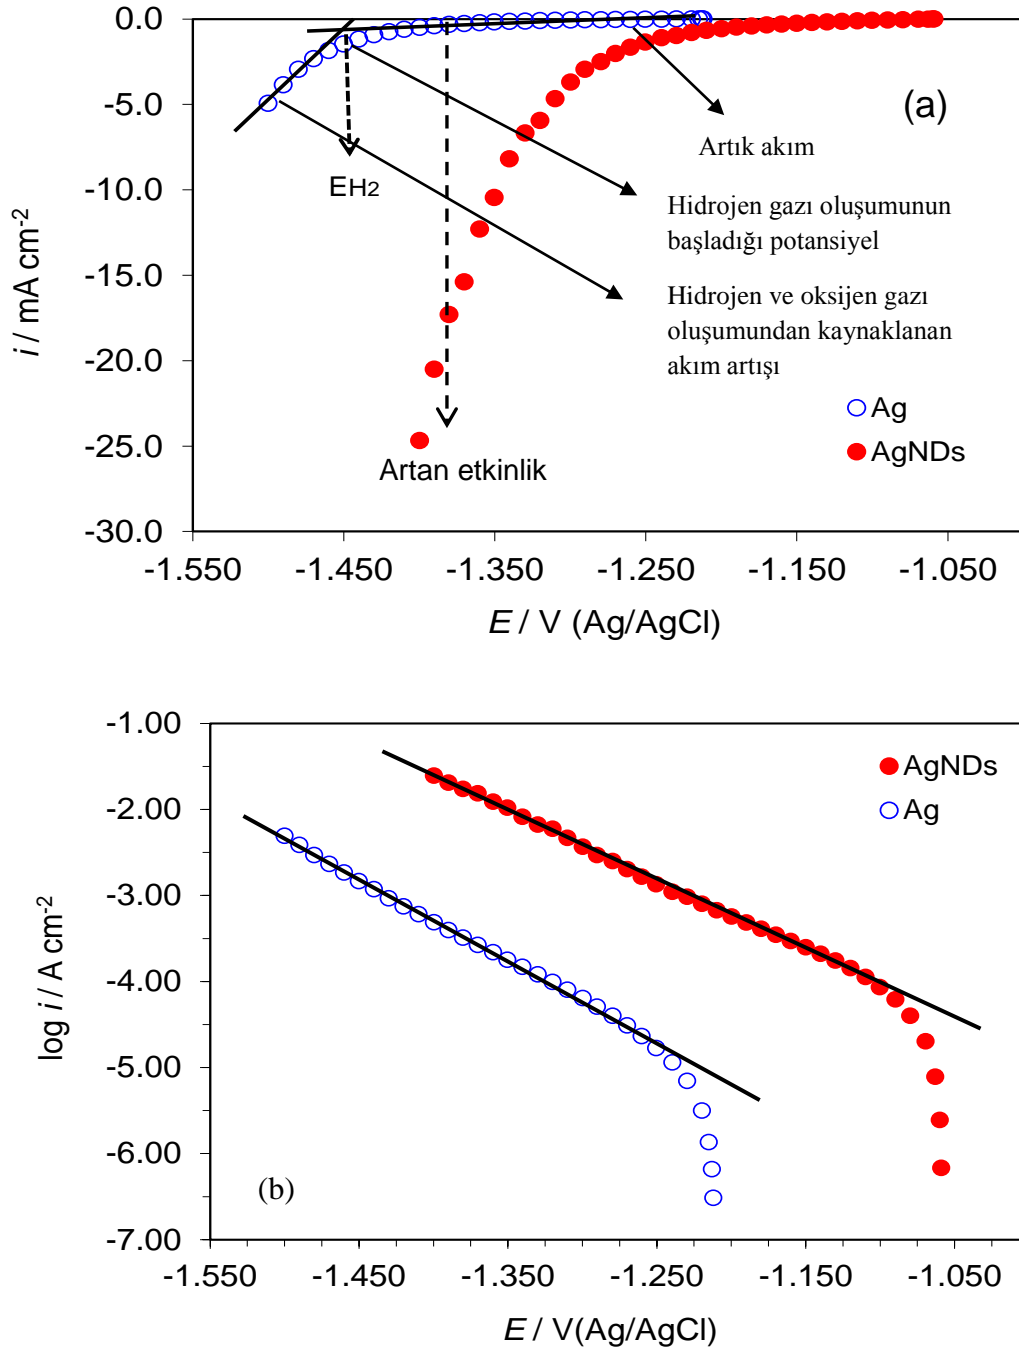 0.0
-5.0
-10.0
-15.0
-20.0
-25.0
-30.0
i / mA cm-2
(a)
Artık akım
EH2
Hidrojen gazı oluşumunun
başladığı potansiyel
Hidrojen ve oksijen gazı
oluşumundan kaynaklanan
akım artışı
Ag
AgNDs
Artan etkinlik
-1.550 -1.450 -1.350 -1.250 -1.150 -1.050
E / V (Ag/AgCl)
-1.00
-2.00
-3.00
-4.00
-5.00
-6.00
-7.00
log i / A cm-2
AgNDs
Ag
(b)
-1.550 -1.450 -1.350 -1.250 -1.150 -1.050
E / V(Ag/AgCl)